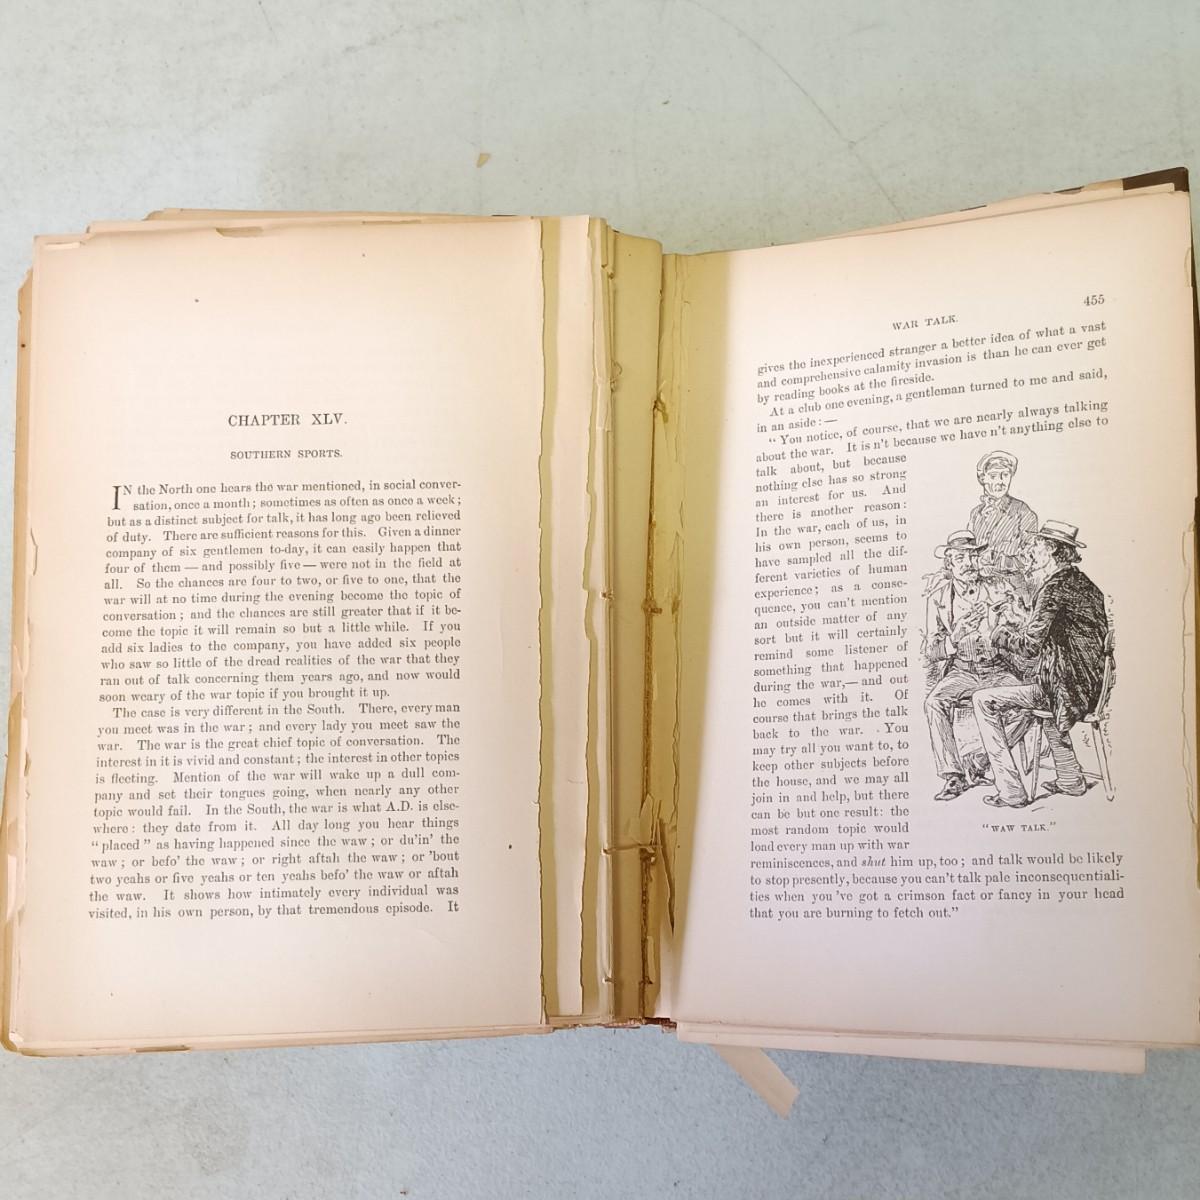 CHAPTER XLV.
SOUTHERN SPORTS.
IN the North one hears the war mentioned, in social conver-
sation, once a month; sometimes as often as once a week;
but as a distinct subject for talk, it has long ago been relieved
of duty. There are sufficient reasons for this. Given a dinner
company of six gentlemen to-day, it can easily happen that
four of them — and possibly five — were not in the field at
all. So the chances are four to two, or five to one, that the
war will at no time during the evening become the topic of
conversation; and the chances are still greater that if it be-
come the topic it will remain so but a little while. If you
add six ladies to the company, you have added six people
who saw so little of the dread realities of the war that they
ran out of talk concerning them years ago, and now would
soon weary of the war topic if you brought it up.
The case is very different in the South. There, every man
you meet was in the war; and every lady you meet saw the
war. The war is the great chief topic of conversation. The
interest in it is vivid and constant; the interest in other topics
is fleeting. Mention of the war will wake up a dull com-
pany and set their tongues going, when nearly any other
topic would fail. In the South, the war is what A.D. is else-
where: they date from it. All day long you hear things
"placed" as having happened since the waw; or du'in' the
waw; or befo' the waw; or right aftah the waw; or 'bout
two yeahs or five yeahs or ten yeahs befo' the waw or aftah
the waw. It shows how intimately every individual was
visited, in his own person, by that tremendous episode. It
455
WAR TALK.
gives the inexperienced stranger a better idea of what a vast
and comprehensive calamity invasion is than he can ever get
by reading books at the fireside.
At a club one evening, a gentleman turned to me and said,
in an aside: —
"You notice, of course, that we are nearly always talking
about the war. It is n't because we have n't anything else to
talk about, but because
nothing else has so strong
an interest for us. And
there is another reason:
In the war, each of us, in
his own person, seems to
have sampled all the dif-
ferent varieties of human
experience; as a conse-
quence, you can't mention
an outside matter of any
sort but it will certainly
remind some listener of
something that happened
during the war,— and out
he comes with it. Of
course that brings the talk
back to the war. You
may try all you want to, to
keep other subjects before
the house, and we may all
join in and help, but there
can be but one result: the
most random topic would
load every man up with war
reminiscences, and shut him up, too; and talk would be likely
to stop presently, because you can't talk pale inconsequentiali-
ties when you 've got a crimson fact or fancy in your head
that you are burning to fetch out."
"WAW TALK."